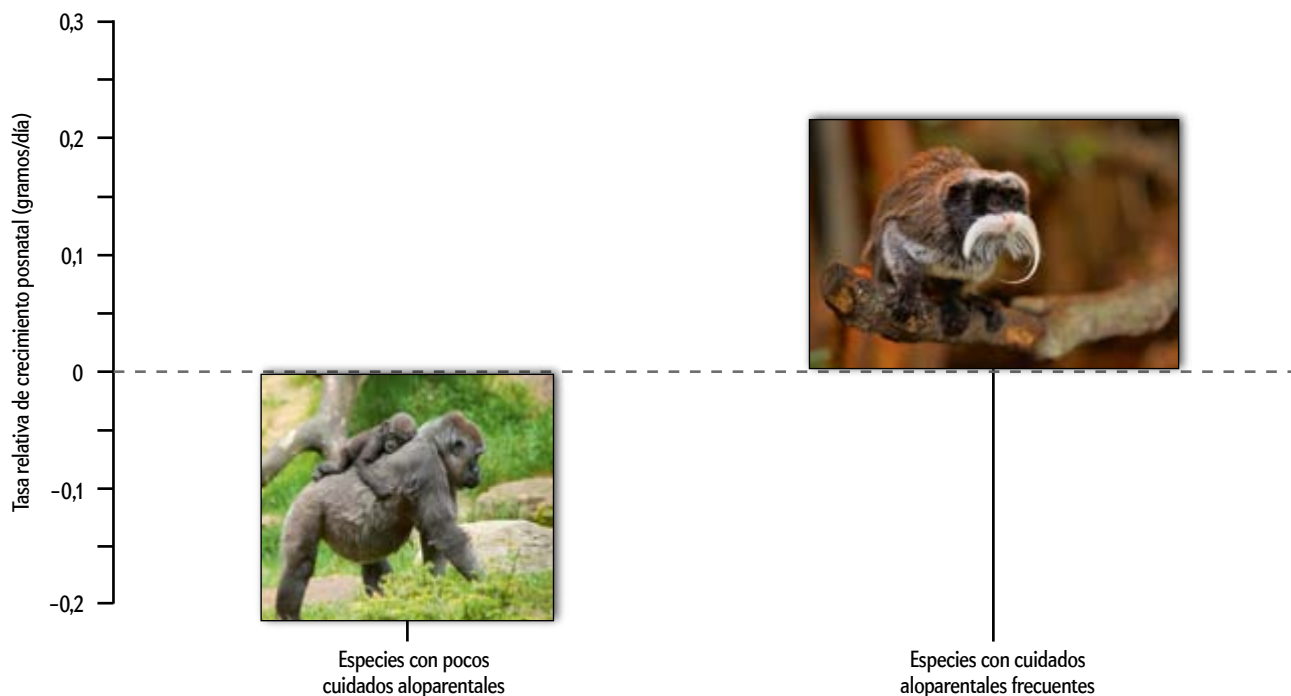 0,3
0,2
0,1
0
−0,1
−0,2
Tasa relativa de crecimiento posnatal (gramos/día)
Especies con pocos
cuidados aloparentales
Especies con cuidados
aloparentales frecuentes